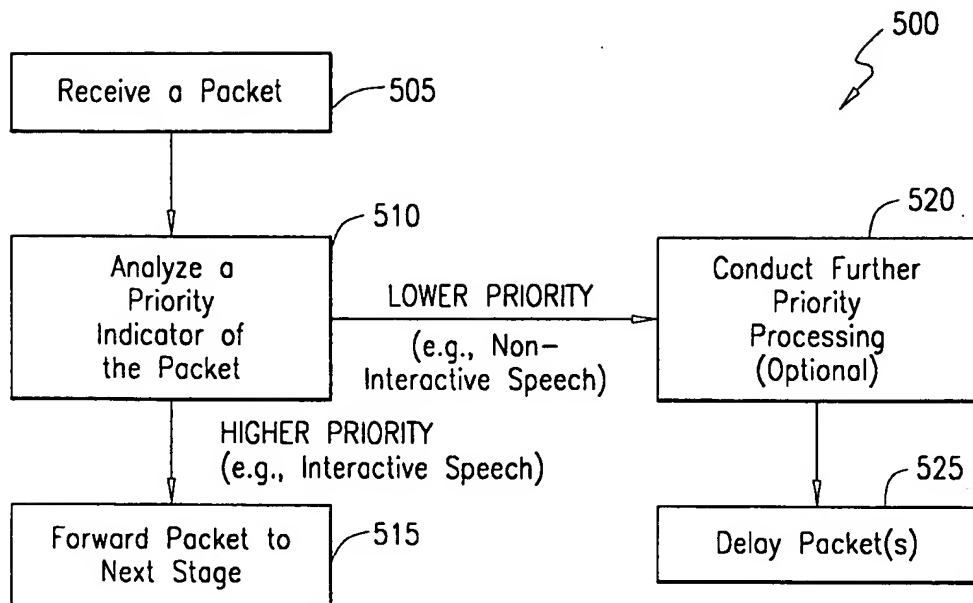 500
Receive a Packet
505
510
Analyze a
Priority
Indicator of
the Packet
LOWER PRIORITY
(e.g., Non-
Interactive Speech)
520
Conduct Further
Priority
Processing
(Optional)
HIGHER PRIORITY
(e.g., Interactive Speech)
Forward Packet to
Next Stage
515
525
Delay Packet(s)